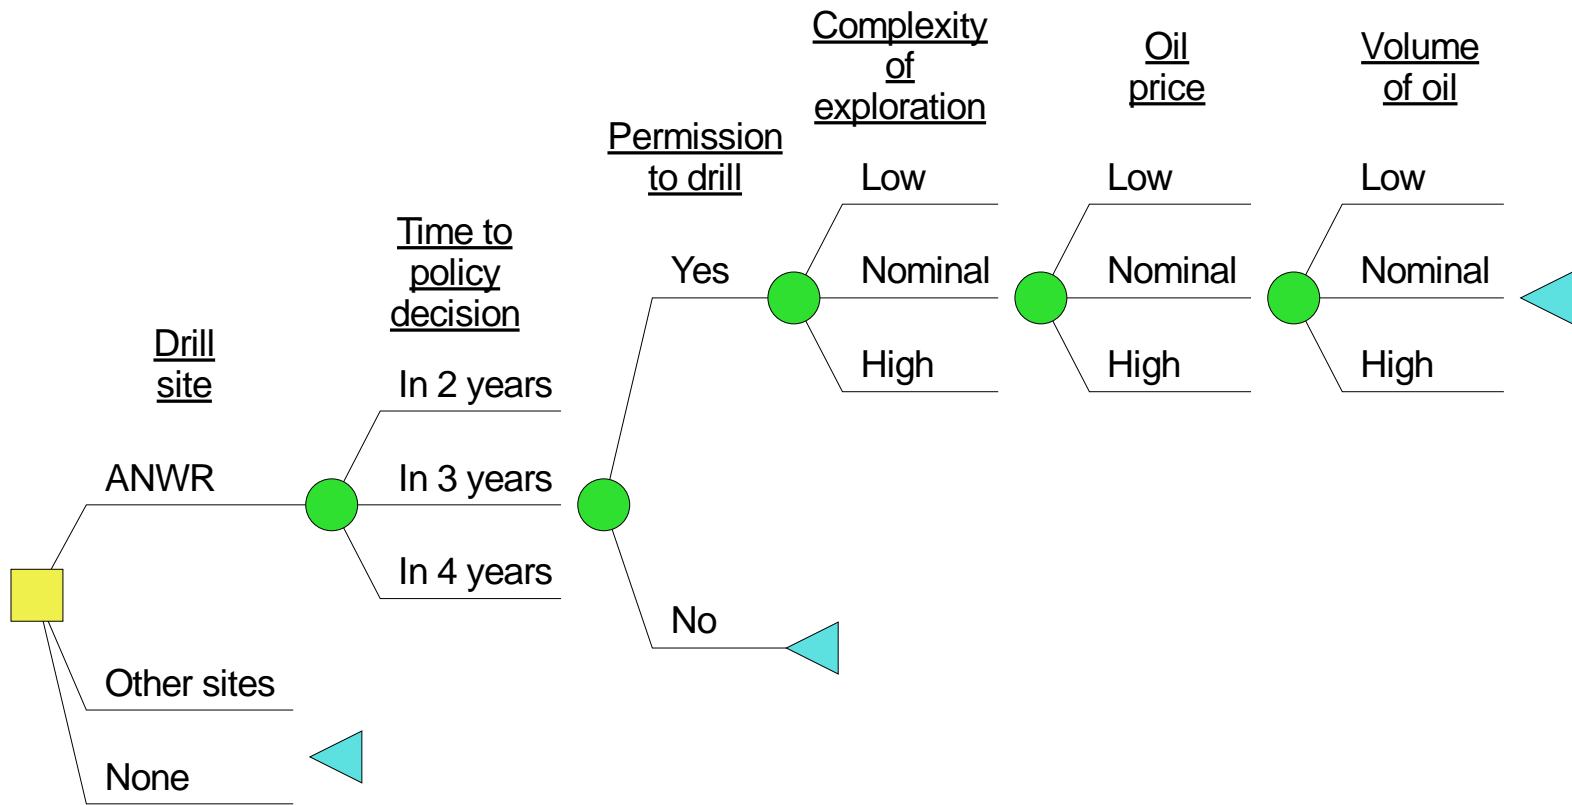 Complexity
of
exploration
Oil
price
Volume
of oil
Permission
to drill
Low
Nominal
High
Low
Nominal
High
Low
Nominal
High
Time to
policy
decision
Yes
No
Drill
site
In 2 years
In 3 years
In 4 years
ANWR
Other sites
None